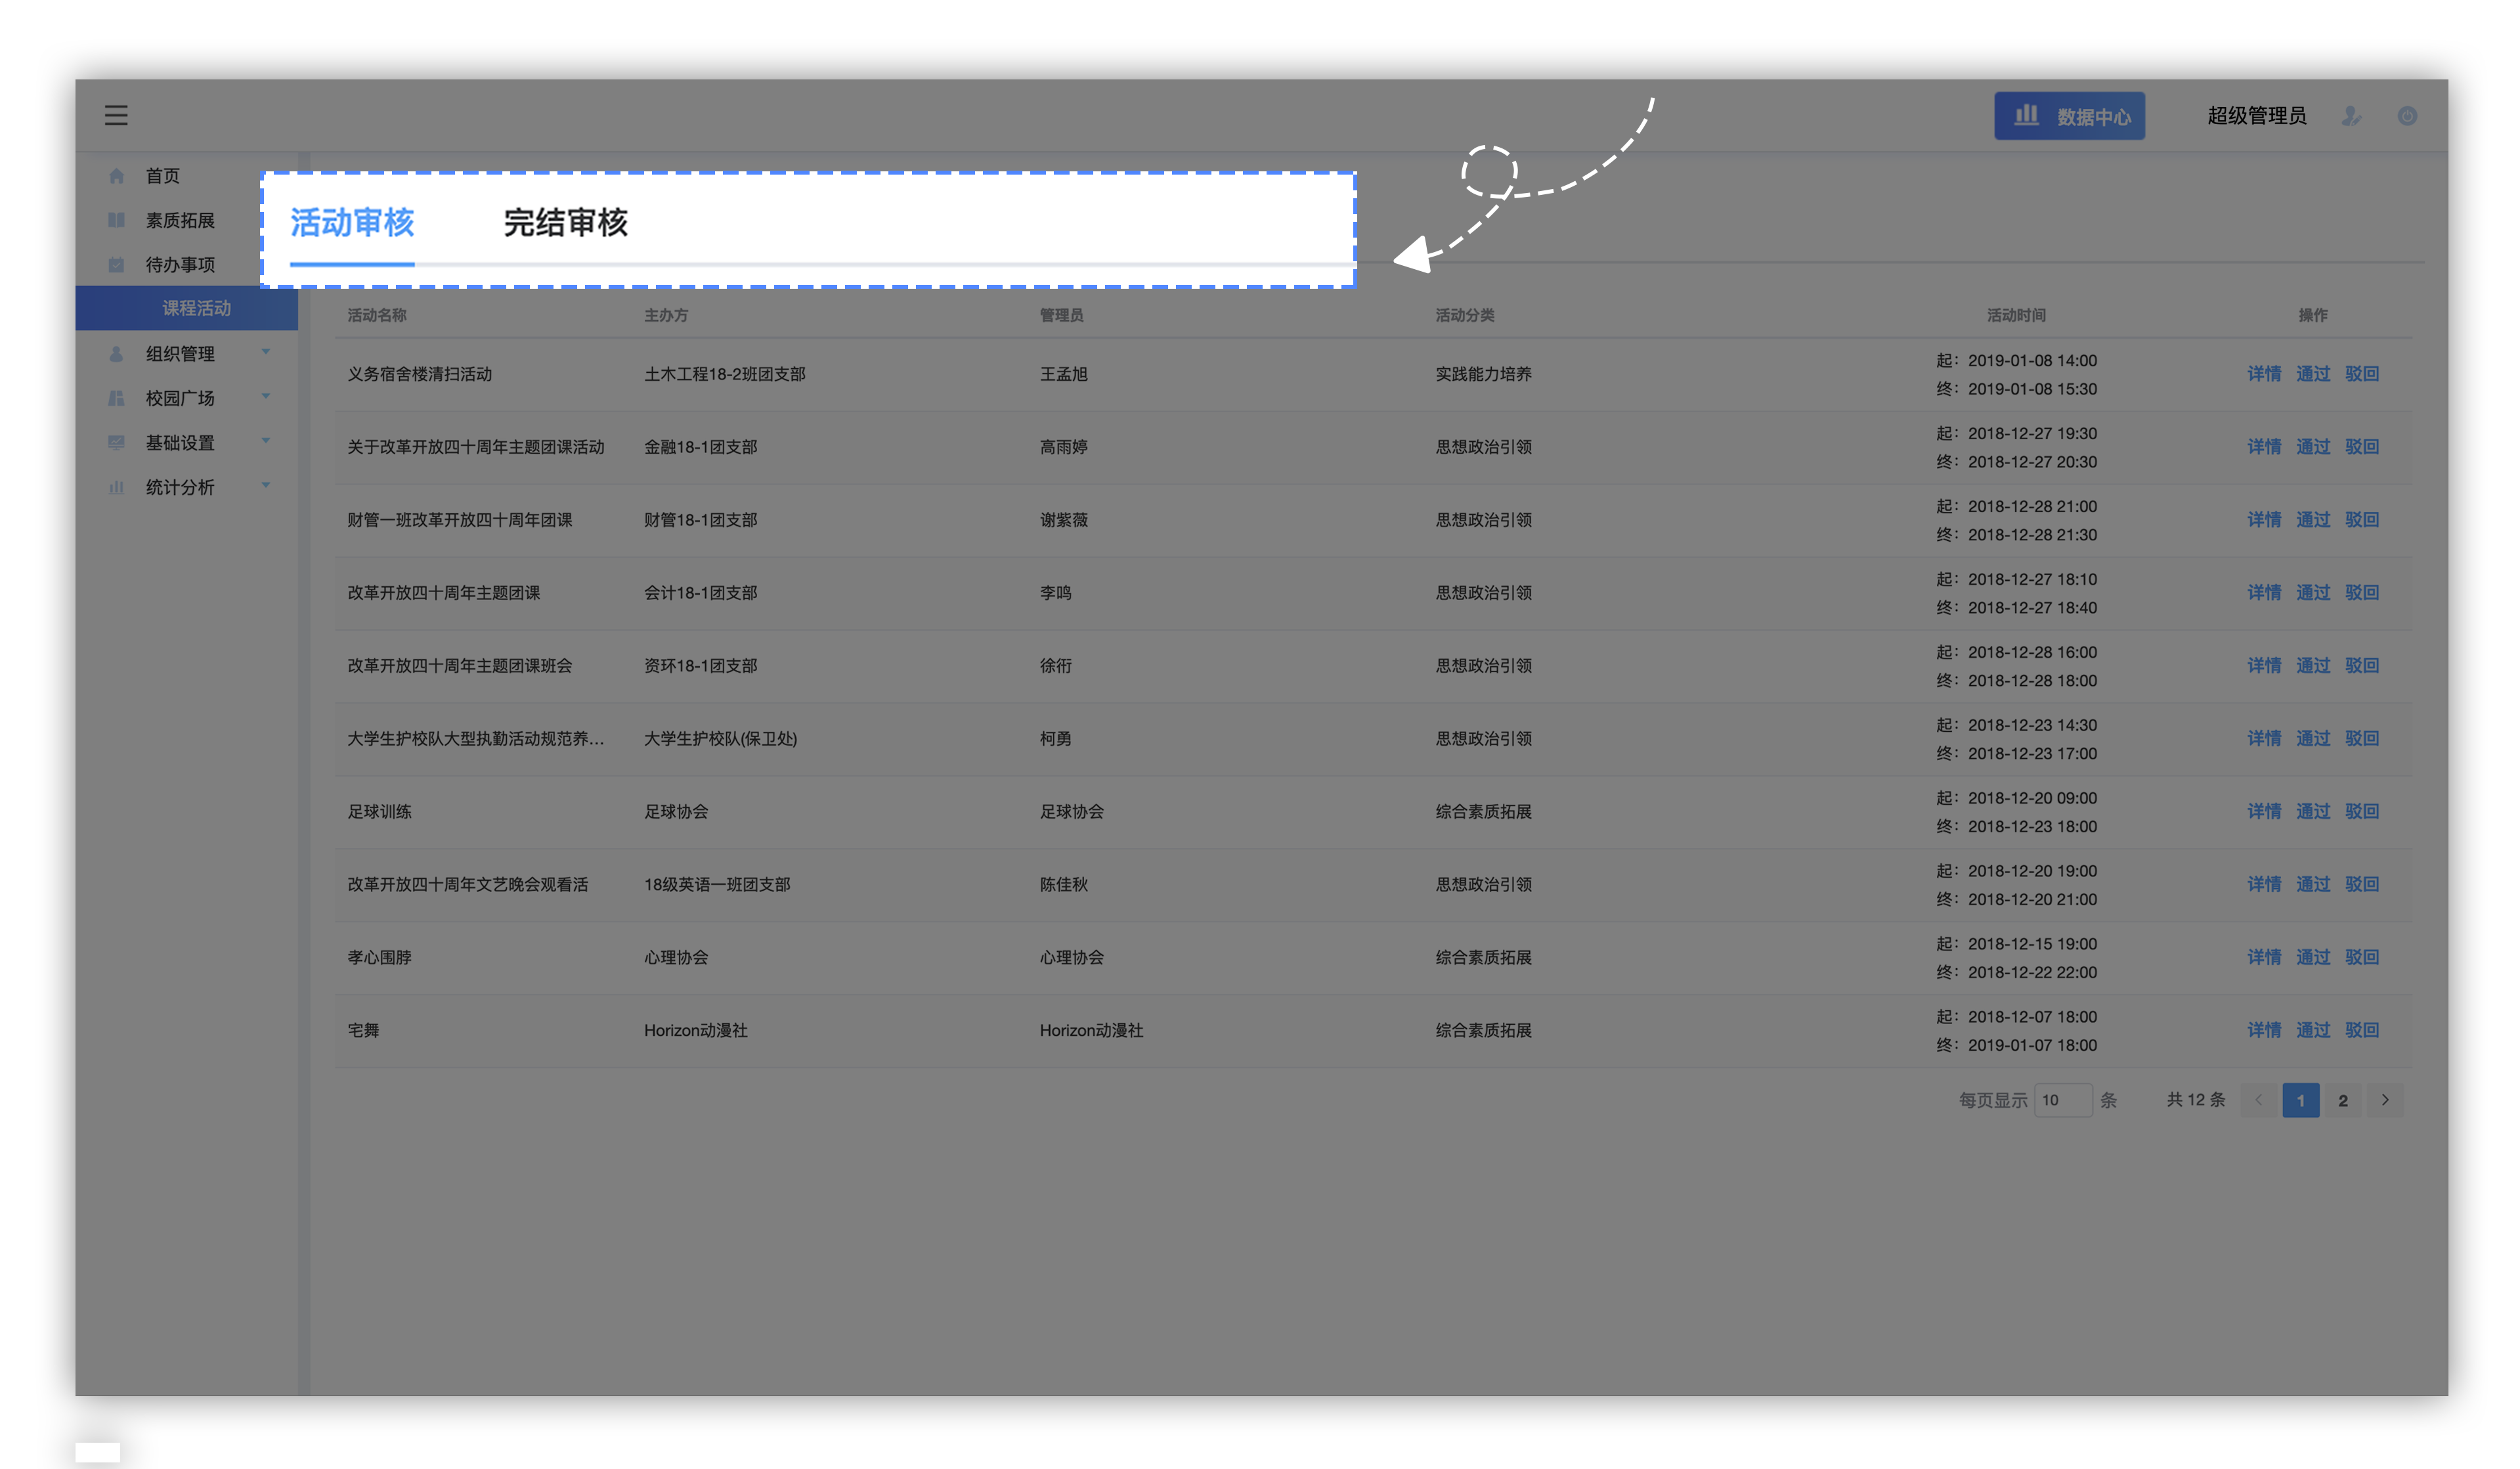 数据中心 超级管理员
首页
素质拓展
待办事项
课程活动
组织管理
校园广场
基础设置
统计分析
活动审核 完结审核
活动名称 主办方 管理员 活动分类 活动时间 操作
义务宿舍楼清扫活动 土木工程18-2班团支部 王孟旭 实践能力培养 起：2019-01-08 14:00 终：2019-01-08 15:30 详情 通过 驳回
关于改革开放四十周年主题团课活动 金融18-1团支部 高雨婷 思想政治引领 起：2018-12-27 19:30 终：2018-12-27 20:30 详情 通过 驳回
财管一班改革开放四十周年团课 财管18-1团支部 谢紫薇 思想政治引领 起：2018-12-28 21:00 终：2018-12-28 21:30 详情 通过 驳回
改革开放四十周年主题团课 会计18-1团支部 李鸣 思想政治引领 起：2018-12-27 18:10 终：2018-12-27 18:40 详情 通过 驳回
改革开放四十周年主题团课班会 资环18-1团支部 徐衎 思想政治引领 起：2018-12-28 16:00 终：2018-12-28 18:00 详情 通过 驳回
大学生护校队大型执勤活动规范养... 大学生护校队(保卫处) 柯勇 思想政治引领 起：2018-12-23 14:30 终：2018-12-23 17:00 详情 通过 驳回
足球训练 足球协会 足球协会 综合素质拓展 起：2018-12-20 09:00 终：2018-12-23 18:00 详情 通过 驳回
改革开放四十周年文艺晚会观看活 18级英语一班团支部 陈佳秋 思想政治引领 起：2018-12-20 19:00 终：2018-12-20 21:00 详情 通过 驳回
孝心围脖 心理协会 心理协会 综合素质拓展 起：2018-12-15 19:00 终：2018-12-22 22:00 详情 通过 驳回
宅舞 Horizon动漫社 Horizon动漫社 综合素质拓展 起：2018-12-07 18:00 终：2019-01-07 18:00 详情 通过 驳回
每页显示 10 条 共 12 条 1 2